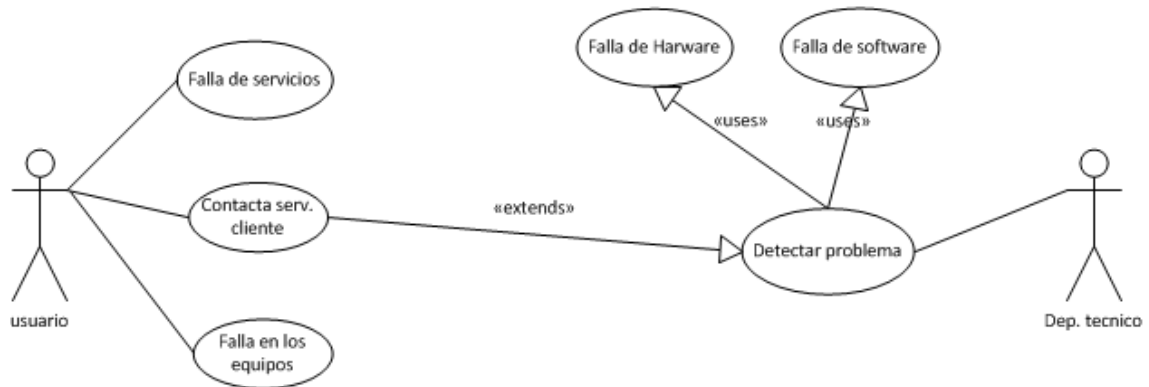 Falla de Harware
Falla de software
Falla de servicios
«uses»
«uses»
Contacta serv.
cliente
«extends»
Detectar problema
usuario
Dep. tecnico
Falla en los
equipos